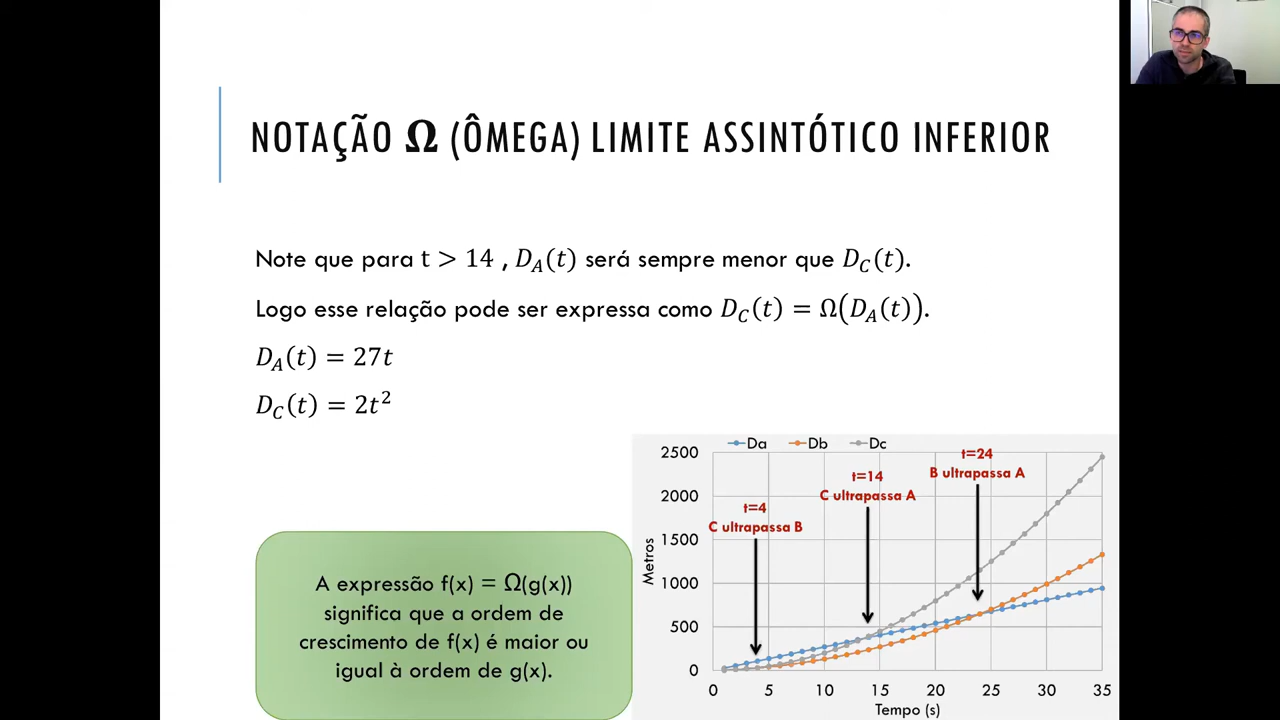 NOTAÇÃO Ω (ÔMEGA) LIMITE ASSINTÓTICO INFERIOR
Note que para t > 14 , D_A(t) será sempre menor que D_C(t).
Logo esse relação pode ser expressa como D_C(t) = Ω(D_A(t)).
D_A(t) = 27t
D_C(t) = 2t²
A expressão f(x) = Ω(g(x))
significa que a ordem de
crescimento de f(x) é maior ou
igual à ordem de g(x).
Da Db Dc
t=24
B ultrapassa A
t=14
C ultrapassa A
t=4
C ultrapassa B
Metros
2500
2000
1500
1000
500
0
0 5 10 15 20 25 30 35
Tempo (s)